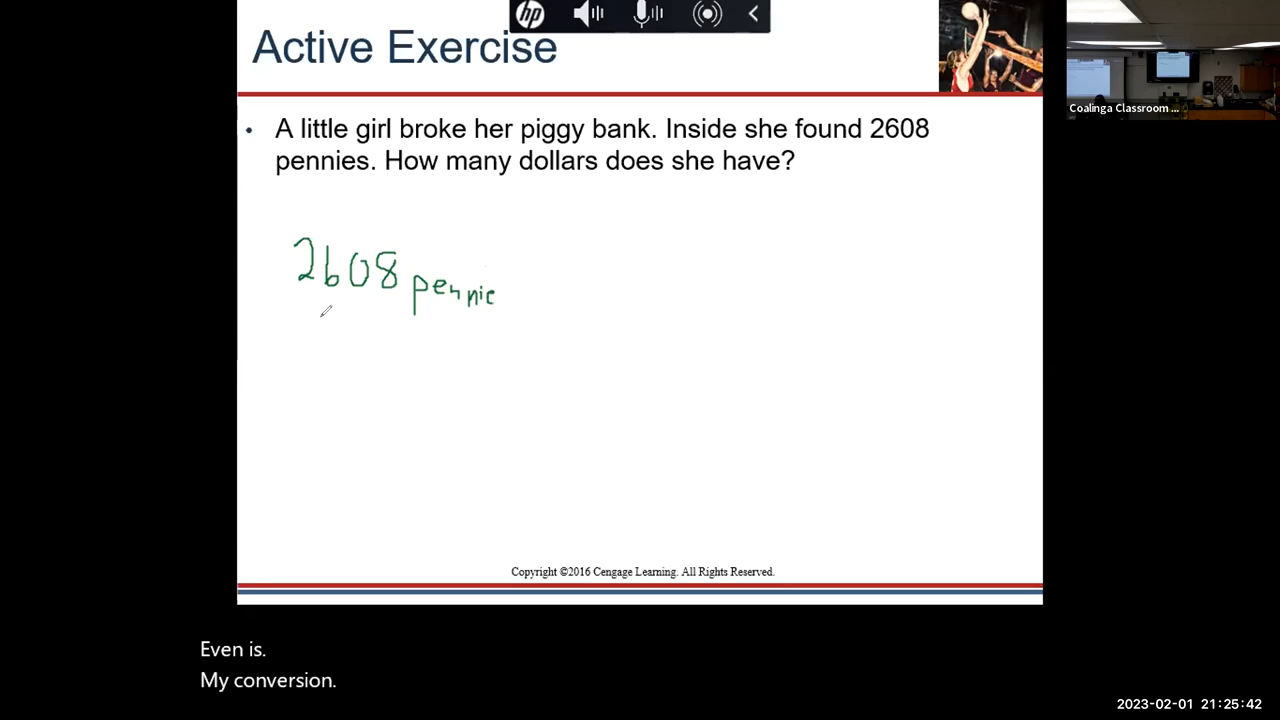 hp
Active Exercise
Coalinga Classroom ...
• A little girl broke her piggy bank. Inside she found 2608
pennies. How many dollars does she have?
2608 pennie
Copyright ©2016 Cengage Learning. All Rights Reserved.
Even is.
My conversion.
2023-02-01 21:25:42